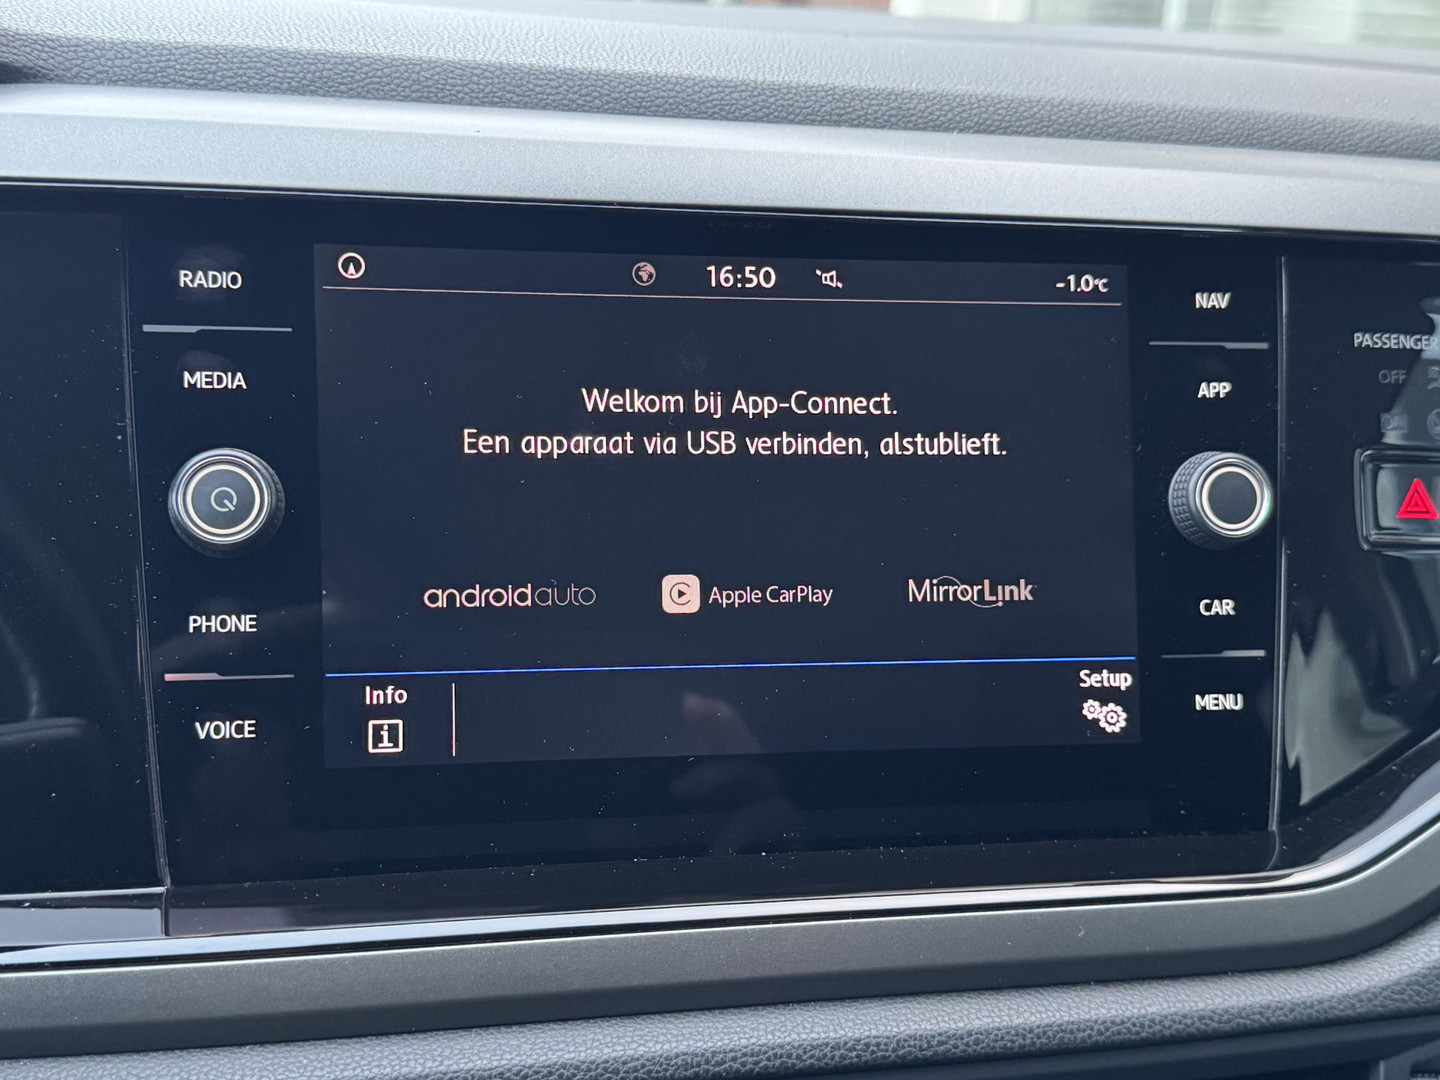 RADIO
MEDIA
PHONE
VOICE
16:50
-1.0°C
Welkom bij App-Connect.
Een apparaat via USB verbinden, alstublieft.
androidauto
Apple CarPlay
MirrorLink
Info
i
Setup
NAV
APP
CAR
MENU
PASSENGER
OFF